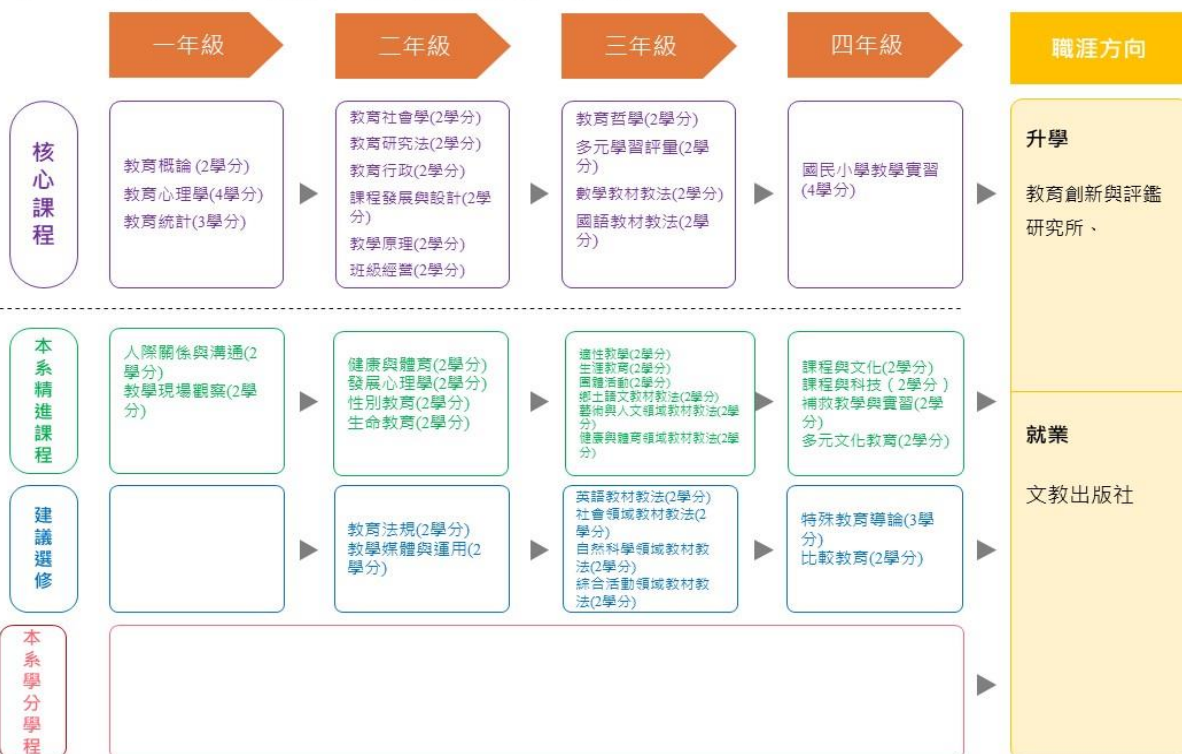 一年級
二年級
三年級
四年級
職涯方向
核心課程
教育概論 (2學分)
教育心理學(4學分)
教育統計(3學分)
教育社會學(2學分)
教育研究法(2學分)
教育行政(2學分)
課程發展與設計(2學
分)
教學原理(2學分)
班級經營(2學分)
教育哲學(2學分)
多元學習評量(2學
分)
數學教材教法(2學分)
國語教材教法(2學
分)
國民小學教學實習
(4學分)
升學
教育創新與評鑑
研究所、
本系精進課程
人際關係與溝通(2
學分)
教學現場觀察(2學
分)
健康與體育(2學分)
發展心理學(2學分)
性別教育(2學分)
生命教育(2學分)
適性教學(2學分)
生涯教育(2學分)
團體活動(2學分)
鄉土語文教材教法(2學分)
藝術與人文領域教材教法(2學
分)
健康與體育領域教材教法(2學
分)
課程與文化(2學分)
課程與科技（2學分）
補救教學與實習(2學
分)
多元文化教育(2學分)
就業
文教出版社
建議選修
教育法規(2學分)
教學媒體與運用(2
學分)
英語教材教法(2學分)
社會領域教材教法(2
學分)
自然科學領域教材教
法(2學分)
綜合活動領域教材教
法(2學分)
特殊教育導論(3學
分)
比較教育(2學分)
本系學分學程